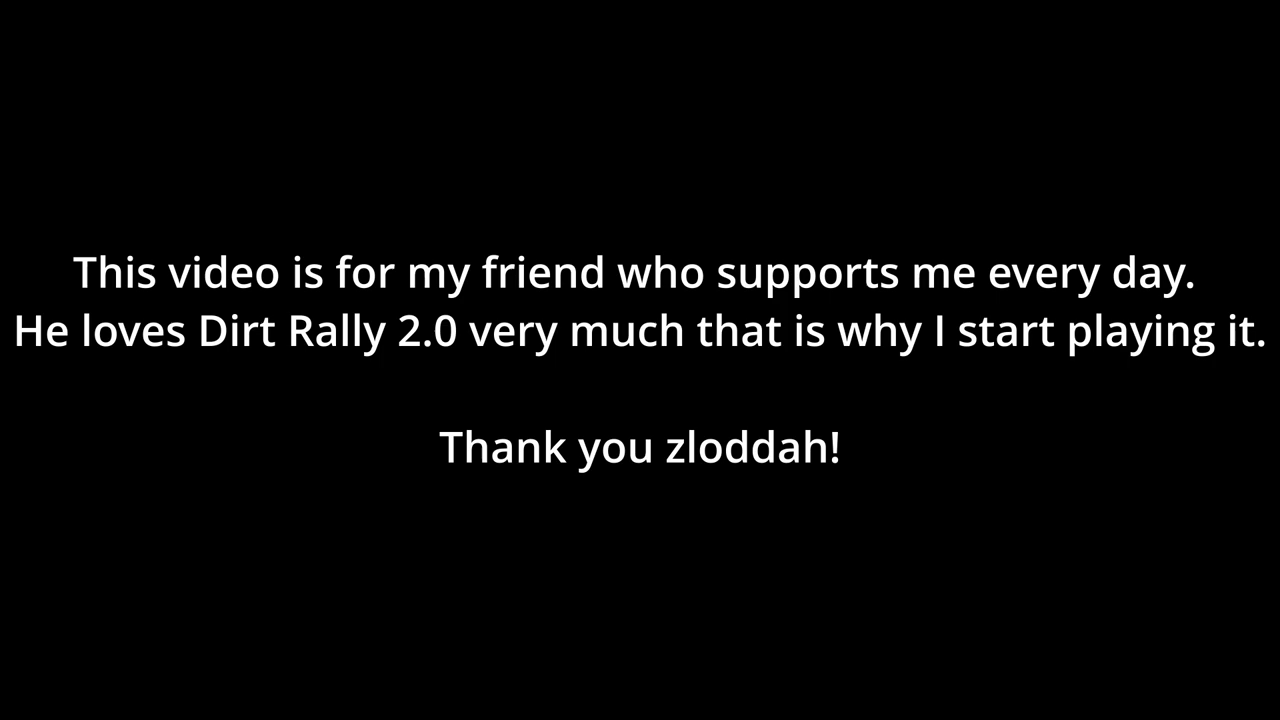 This video is for my friend who supports me every day.
He loves Dirt Rally 2.0 very much that is why I start playing it.
Thank you zloddah!